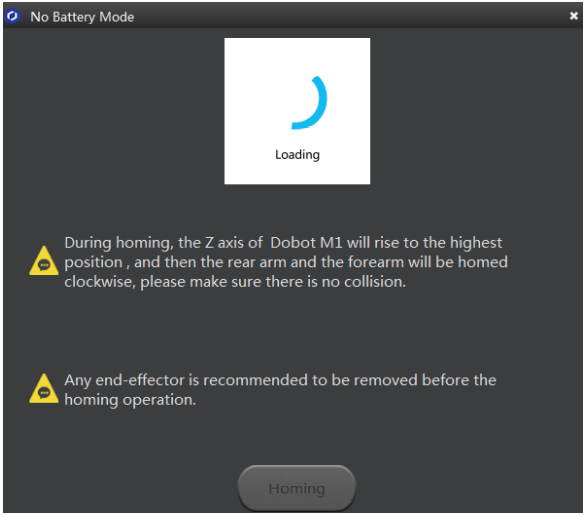 No Battery Mode
Loading
During homing, the Z axis of Dobot M1 will rise to the highest
position , and then the rear arm and the forearm will be homed
clockwise, please make sure there is no collision.
Any end-effector is recommended to be removed before the
homing operation.
Homing